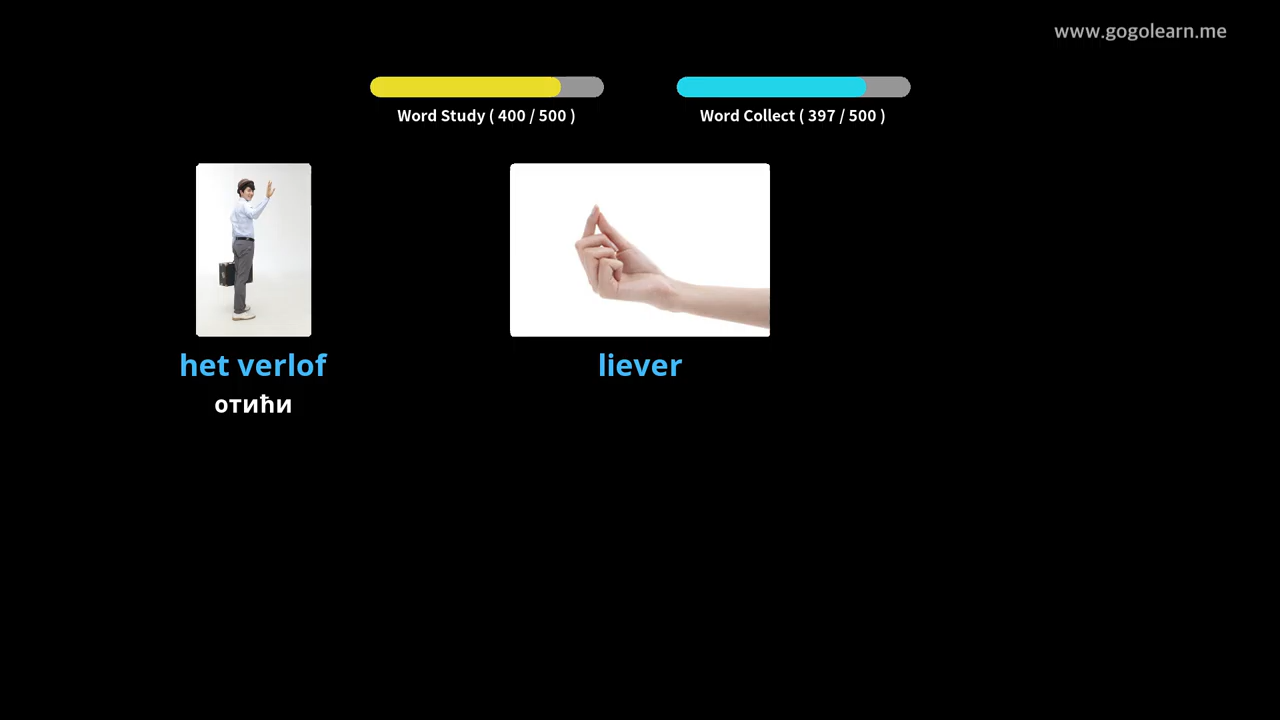 www.gogolearn.me
Word Study ( 400 / 500 )
Word Collect ( 397 / 500 )
het verlof
отићи
liever